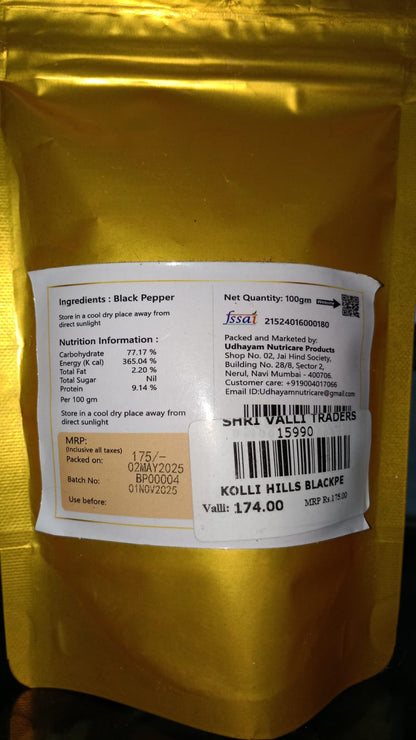 Ingredients : Black Pepper
Store in a cool dry place away from
direct sunlight
Nutrition Information :
Carbohydrate 77.17 %
Energy (K cal) 365.04 %
Total Fat 2.20 %
Total Sugar Nil
Protein 9.14 %
Per 100 gm
Store in a cool dry place away from
direct sunlight
MRP: 175/-
(Inclusive all taxes)
Packed on: 02MAY2025
Batch No: BP00004
01NOV2025
Use before:
Net Quantity: 100gm
fssai 21524016000180
Packed and Marketed by:
Udhayam Nutricare Products
Shop No. 02, Jai Hind Society,
Building No. 28/8, Sector 2,
Nerul, Navi Mumbai - 400706.
Customer care: +919004017066
Email ID:Udhayamnutricare@gmail.com
SHRI VALLI TRADERS
15990
KOLLI HILLS BLACKPE
Valli: 174.00 MRP Rs.175.00